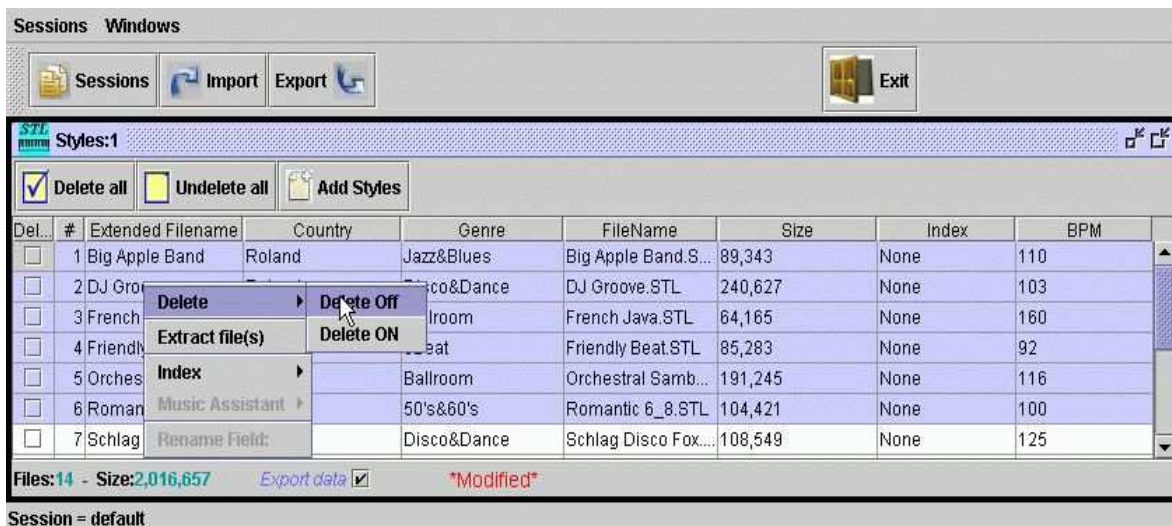 Sessions Windows
Sessions Import Export Exit
STL Styles:1
Delete all Undelete all Add Styles
Del... # Extended Filename Country Genre FileName Size Index BPM
1 Big Apple Band Roland Jazz&Blues Big Apple Band.S... 89,343 None 110
2 DJ Groo sco&Dance DJ Groove.STL 240,627 None 103
Delete Delete Off
3 French lroom French Java.STL 64,165 None 160
Extract file(s) Delete ON
4 Friendly Beat Friendly Beat.STL 85,283 None 92
Index
5 Orches Ballroom Orchestral Samb... 191,245 None 116
6 Roman 50's&60's Romantic 6_8.STL 104,421 None 100
Music Assistant
7 Schlag Disco&Dance Schlag Disco Fox.... 108,549 None 125
Rename Field:
Files:14 - Size:2,016,657 Export data *Modified*
Session = default